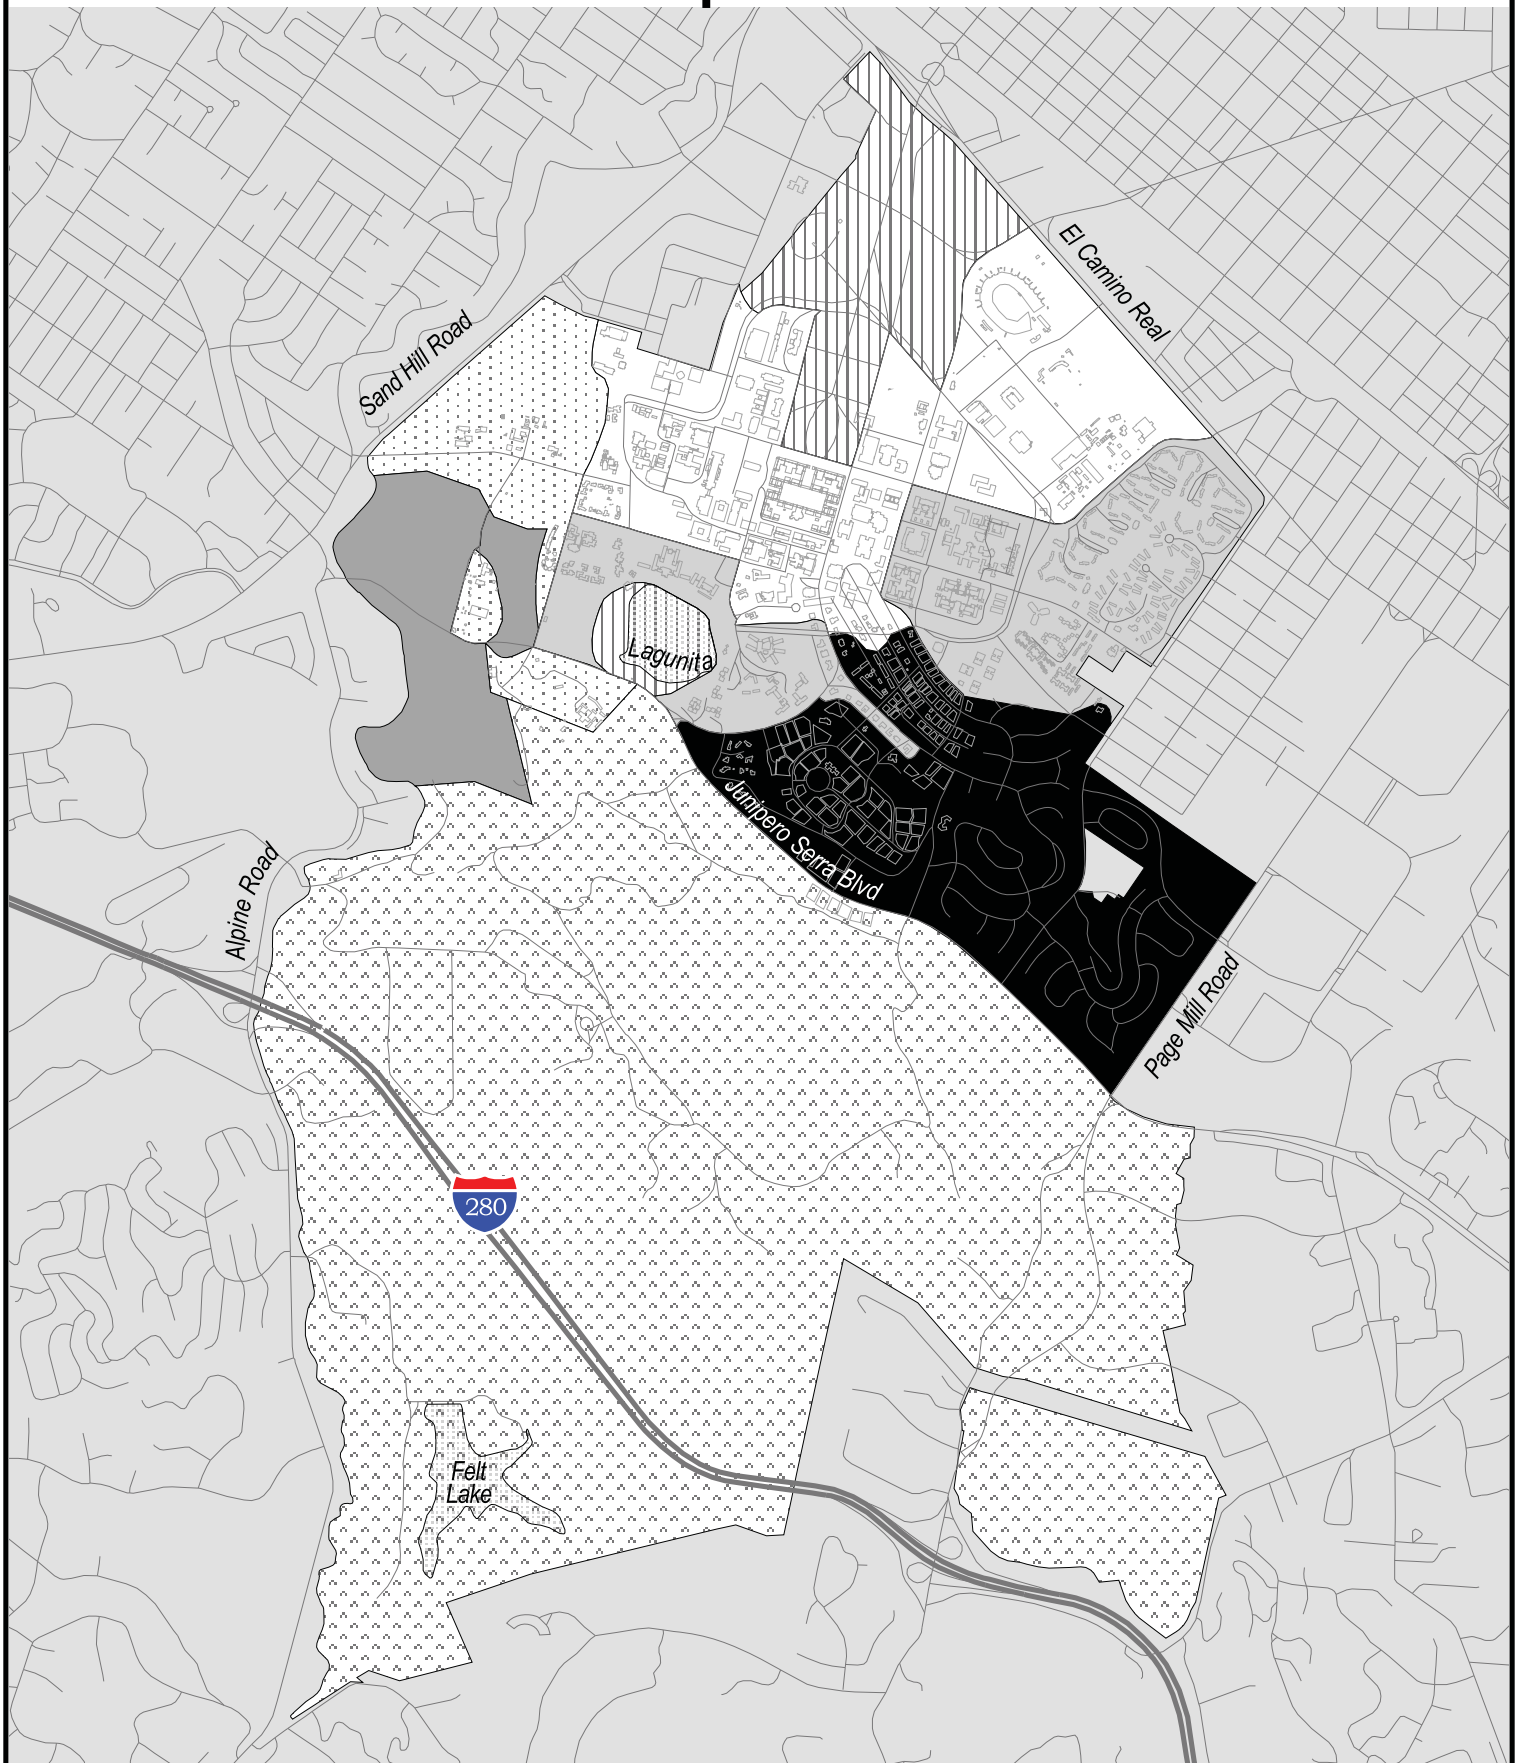 El Camino Real
Sand Hill Road
Lagunita
Junipero Serra Blvd
Alpine Road
Page Mill Road
280
Felt
Lake